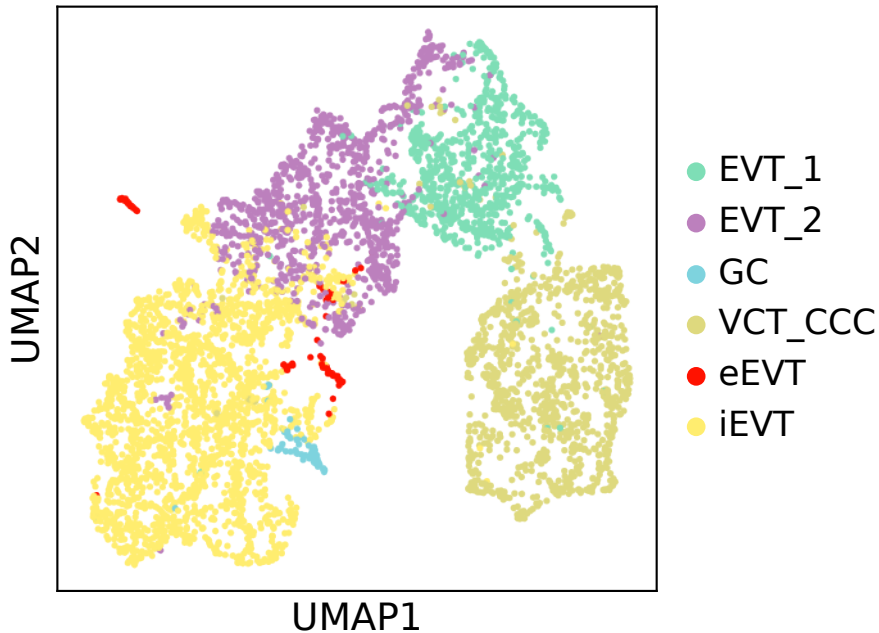 EVT_1
EVT_2
GC
VCT_CCC
eEVT
iEVT
UMAP2
UMAP1